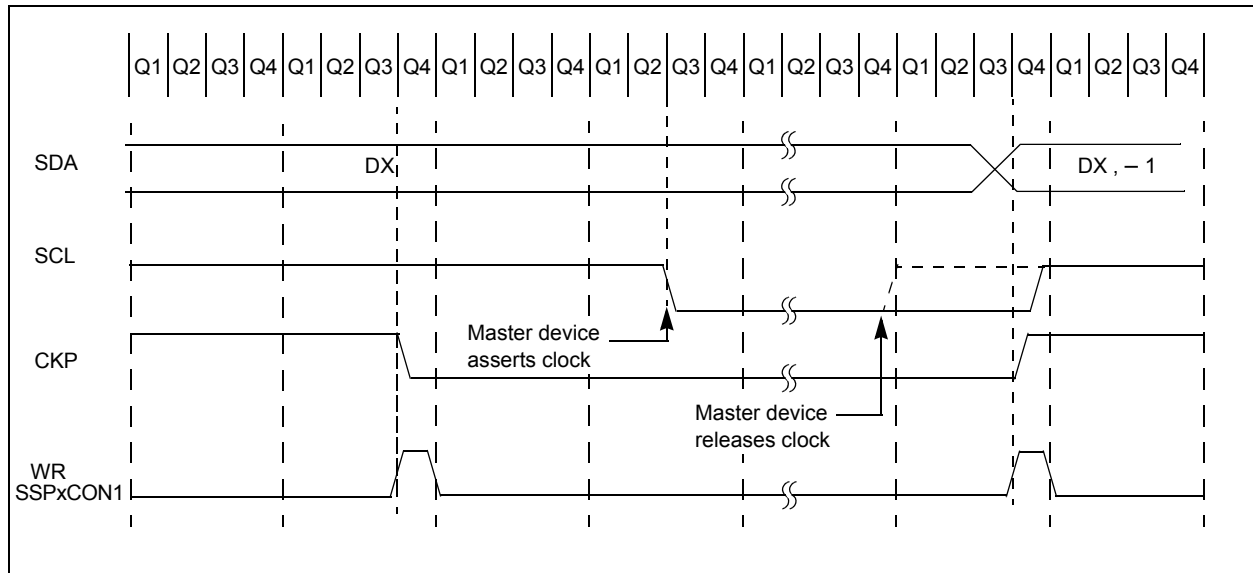 Q1 Q2 Q3 Q4 Q1 Q2 Q3 Q4 Q1 Q2 Q3 Q4 Q1 Q2 Q3 Q4 Q1 Q2 Q3 Q4 Q1 Q2 Q3 Q4 Q1 Q2 Q3 Q4
SDA
DX
DX , – 1
SCL
Master device
asserts clock
CKP
Master device
releases clock
WR
SSPxCON1